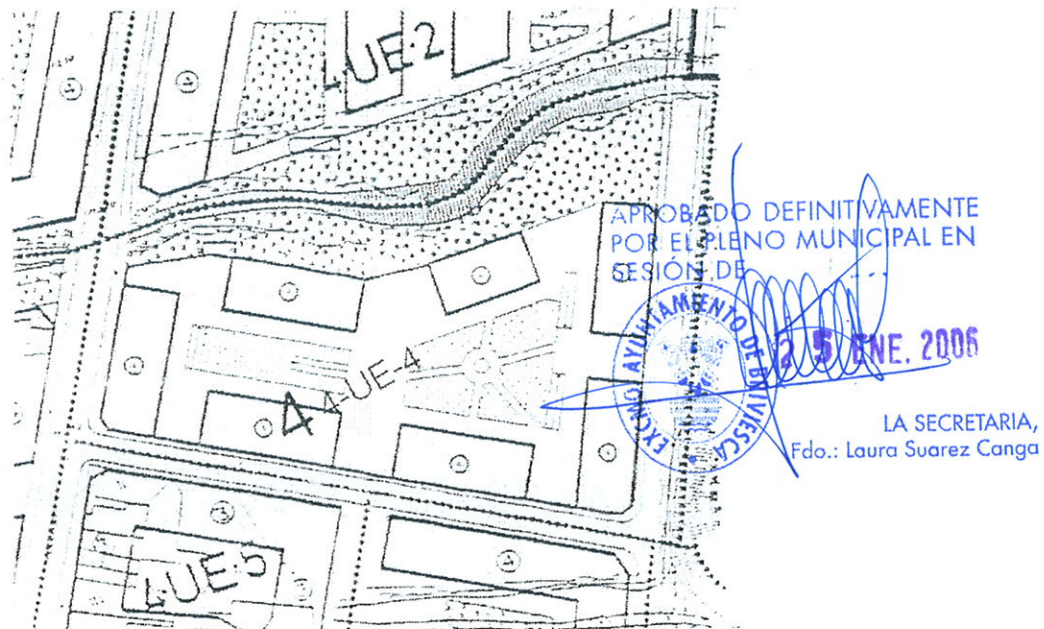 4-UE-2
APROBADO DEFINITIVAMENTE
POR EL PLENO MUNICIPAL EN
SESIÓN DE
25 ENE. 2006
EXCMO AYUNTAMIENTO DE BRIVIESCA
LA SECRETARIA,
Fdo.: Laura Suarez Canga
4
4-UE-4
4-UE-5